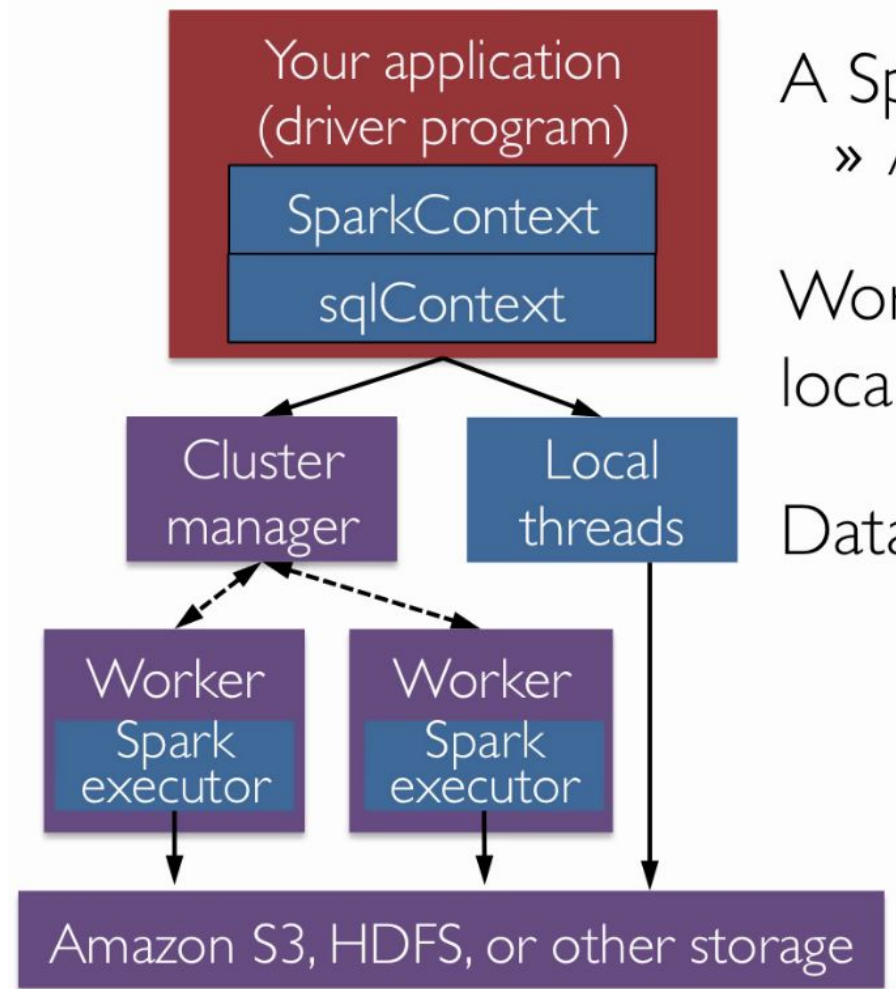 Your application
(driver program)
SparkContext
sqlContext
Cluster
manager
Local
threads
Worker
Spark
executor
Worker
Spark
executor
Amazon S3, HDFS, or other storage
A Sp
»
Wor
loca
Data